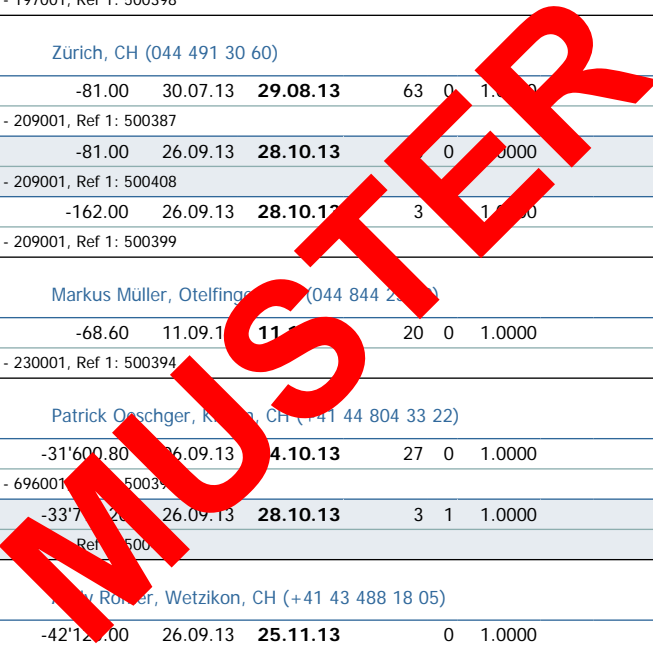 - 197001, Ref 1: 500398
Zürich, CH (044 491 30 60)
-81.00 30.07.13 29.08.13 63 0
- 209001, Ref 1: 500387
-81.00 26.09.13 28.10.13 0
- 209001, Ref 1: 500408
-162.00 26.09.13 3
- 209001, Ref 1: 500399
Markus Müller, (044 844
-68.60 20 0 1.0000
- 230001, Ref 1: 500394
Patrick Oeschger, CH (+41 44 804 33 22)
27 0 1.0000
- 696001
26.09.13 28.10.13 3 1 1.0000
Wetzikon, CH (+41 43 488 18 05)
26.09.13 25.11.13 0 1.0000
MUSTER